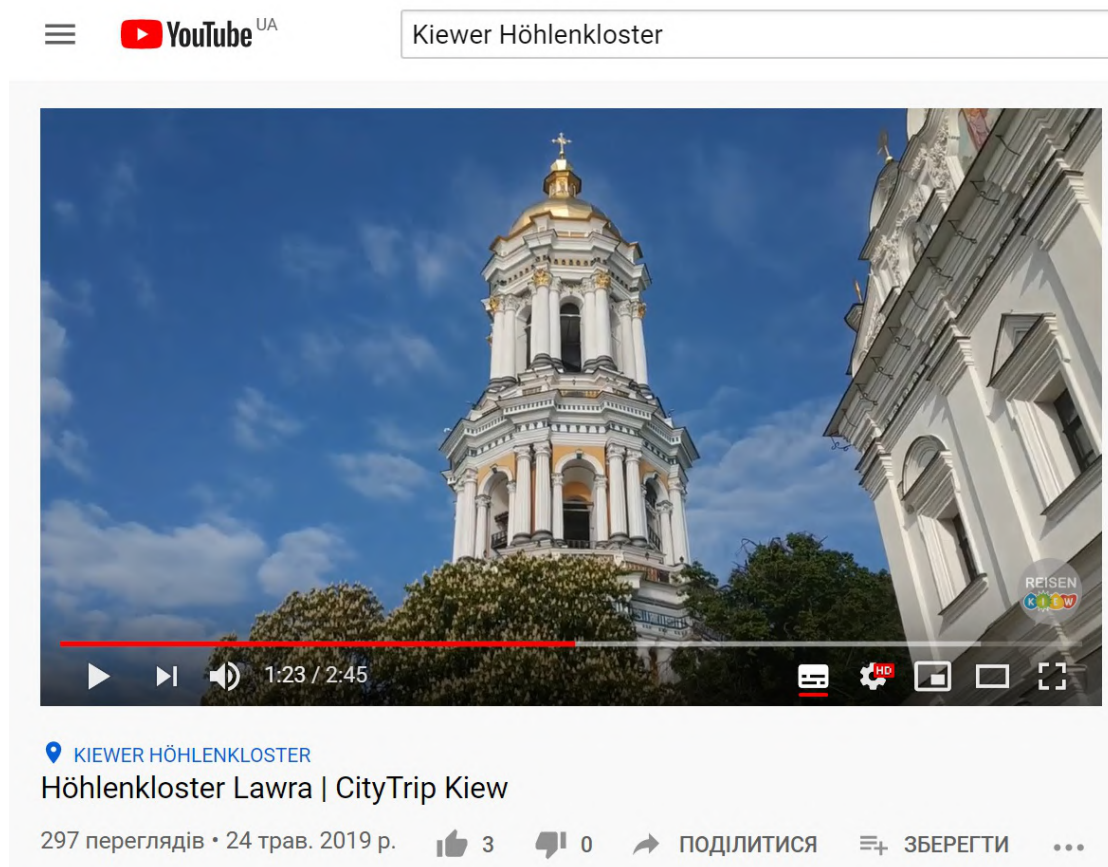 YouTube UA
Kiewer Höhlenkloster
REISEN
KIEW
1:23 / 2:45
HD
KIEWER HÖHLENKLOSTER
Höhlenkloster Lawra | CityTrip Kiew
297 переглядів • 24 трав. 2019 р. 3 0 ПОДІЛИТИСЯ ЗБЕРЕГТИ